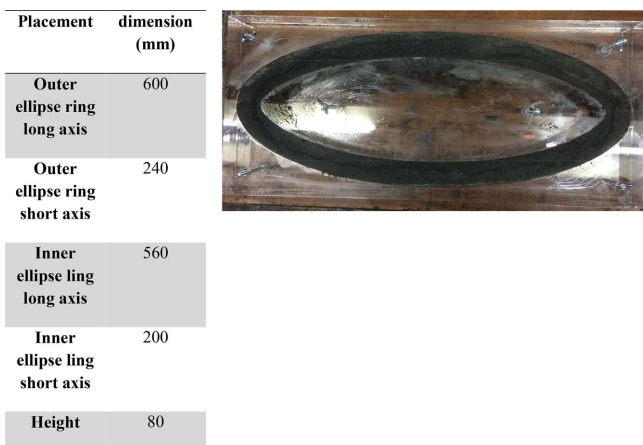 Placement dimension
(mm)
Outer 600
ellipse ring
long axis
Outer 240
ellipse ring
short axis
Inner 560
ellipse ling
long axis
Inner 200
ellipse ling
short axis
Height 80